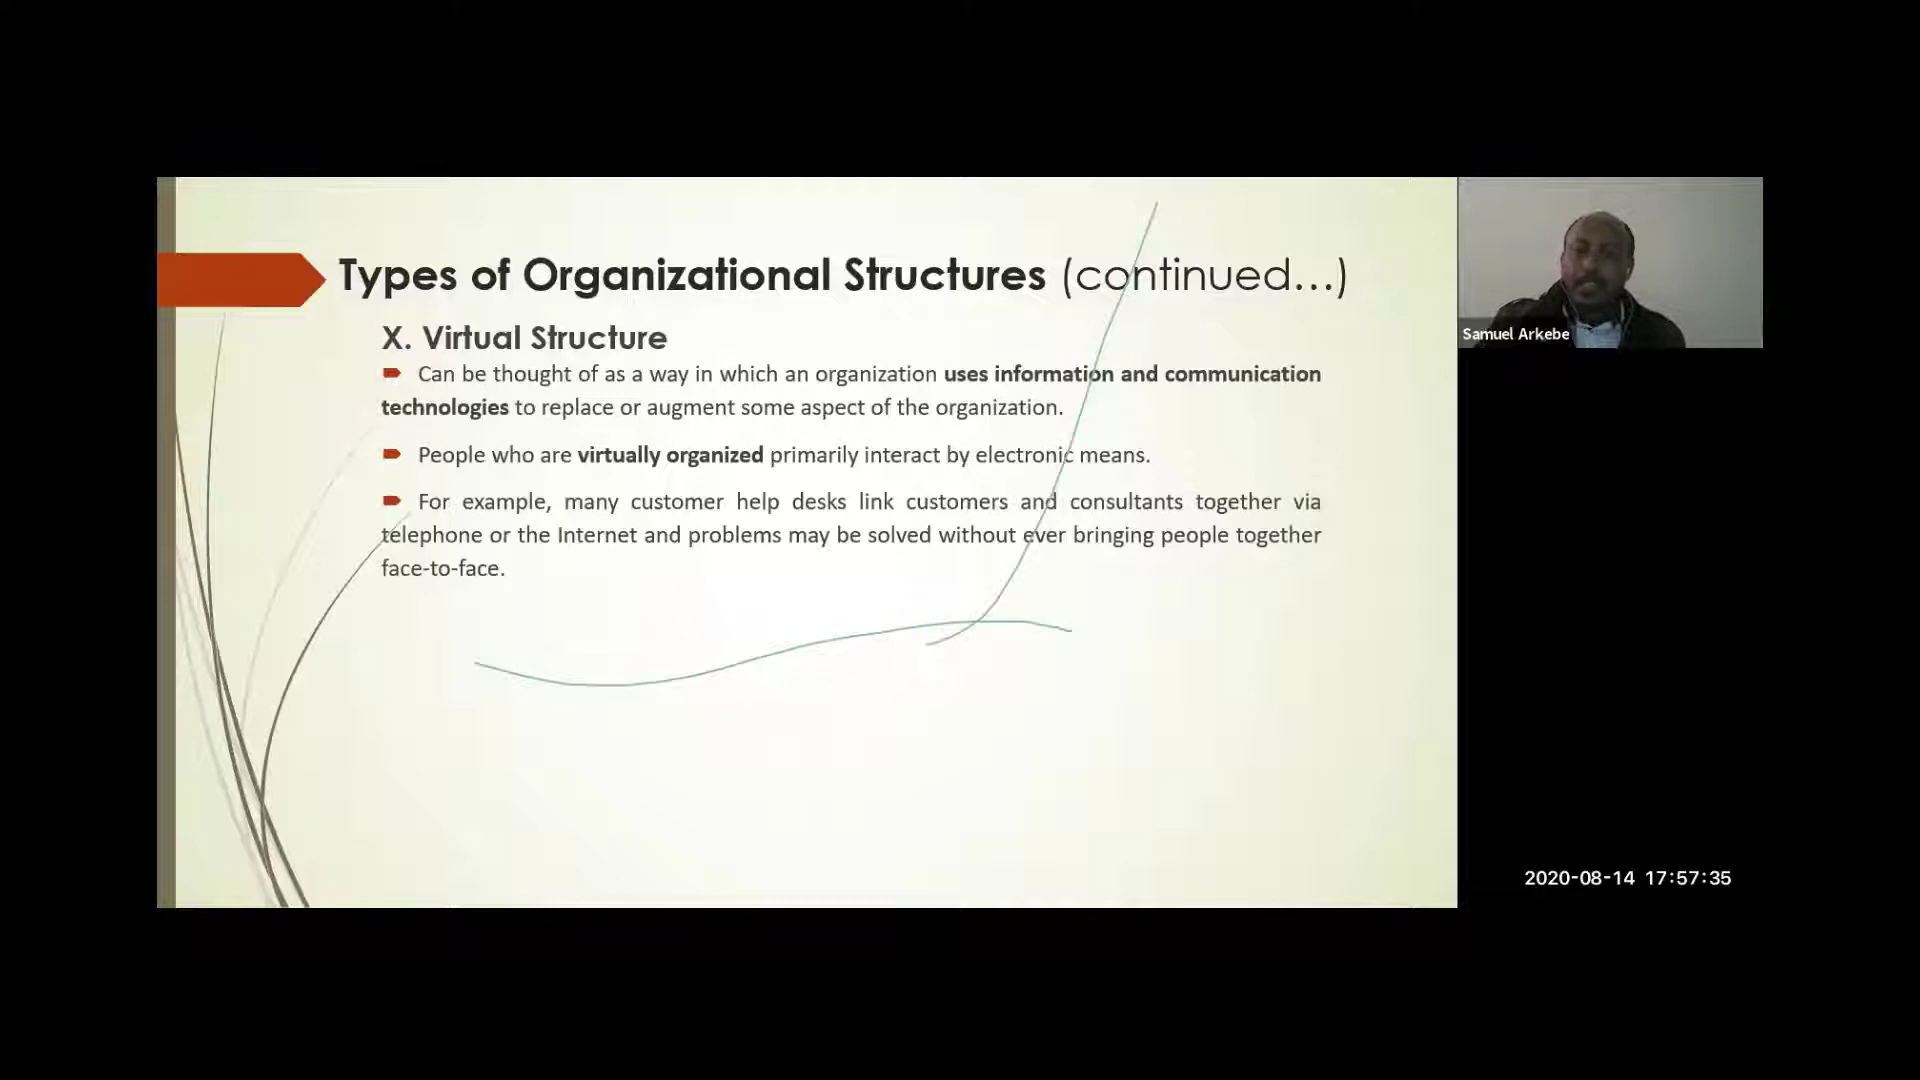 Types of Organizational Structures (continued...)
X. Virtual Structure
Can be thought of as a way in which an organization uses information and communication
technologies to replace or augment some aspect of the organization.
People who are virtually organized primarily interact by electronic means.
For example, many customer help desks link customers and consultants together via
telephone or the Internet and problems may be solved without ever bringing people together
face-to-face.
Samuel Arkebe
2020-08-14 17:57:35